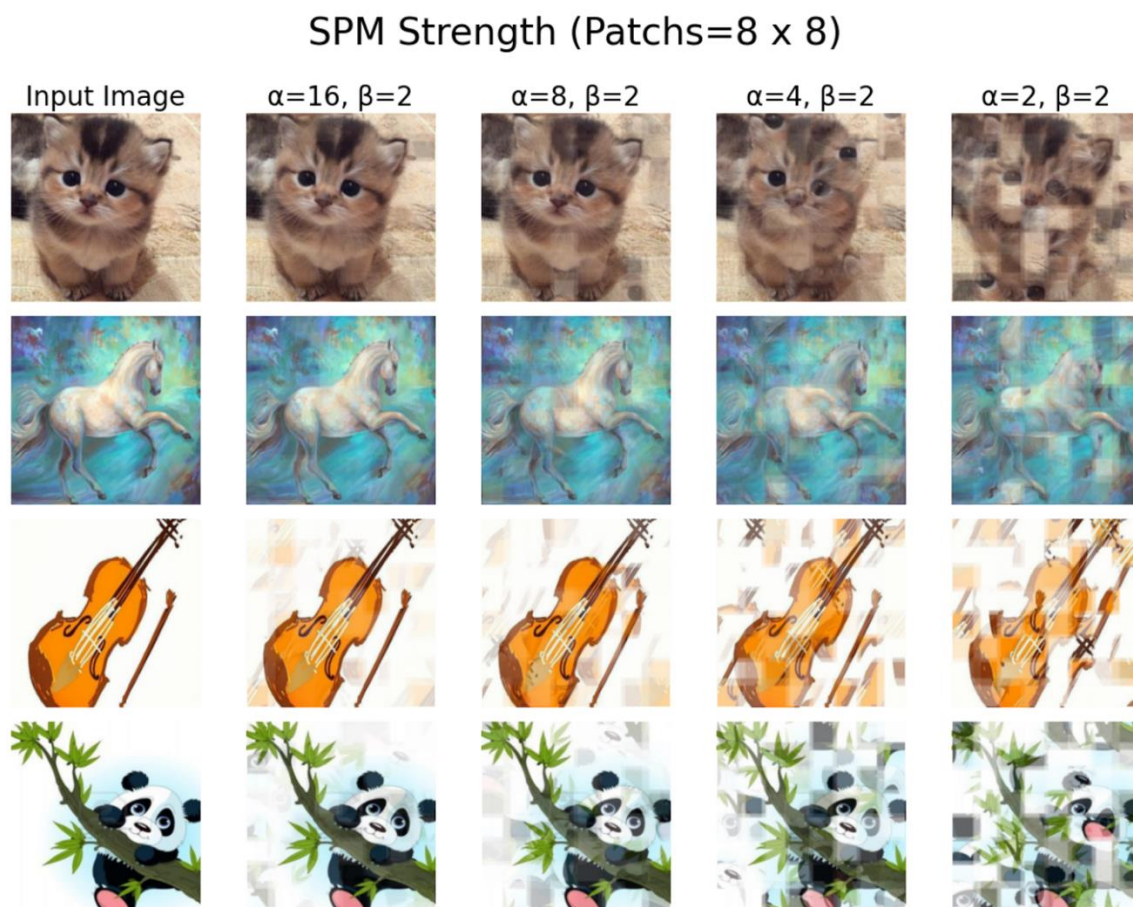 SPM Strength (Patchs=8 x 8)
Input Image
α=16, β=2
α=8, β=2
α=4, β=2
α=2, β=2